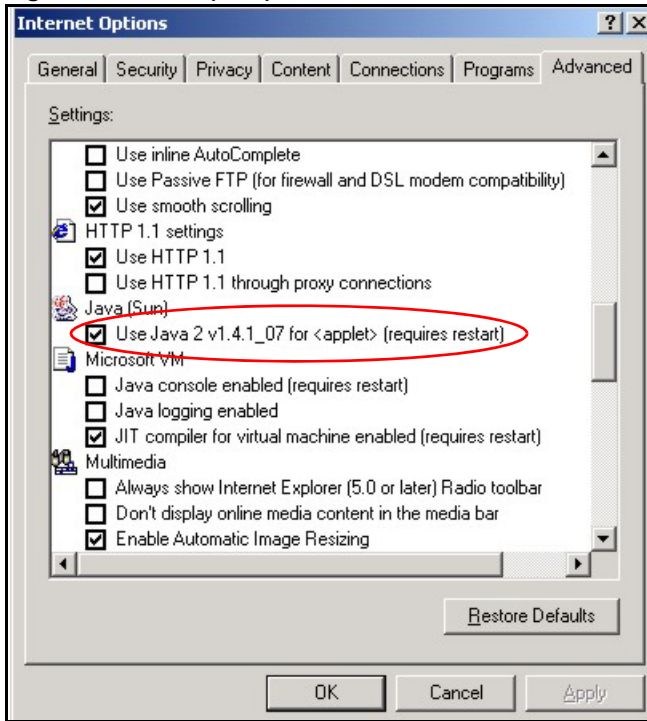 Internet Options
General Security Privacy Content Connections Programs Advanced
Settings:
Use inline AutoComplete
Use Passive FTP (for firewall and DSL modem compatibility)
Use smooth scrolling
HTTP 1.1 settings
Use HTTP 1.1
Use HTTP 1.1 through proxy connections
Java (Sun)
Use Java 2 v1.4.1_07 for <applet> (requires restart)
Microsoft VM
Java console enabled (requires restart)
Java logging enabled
JIT compiler for virtual machine enabled (requires restart)
Multimedia
Always show Internet Explorer (5.0 or later) Radio toolbar
Don't display online media content in the media bar
Enable Automatic Image Resizing
Restore Defaults
OK Cancel Apply